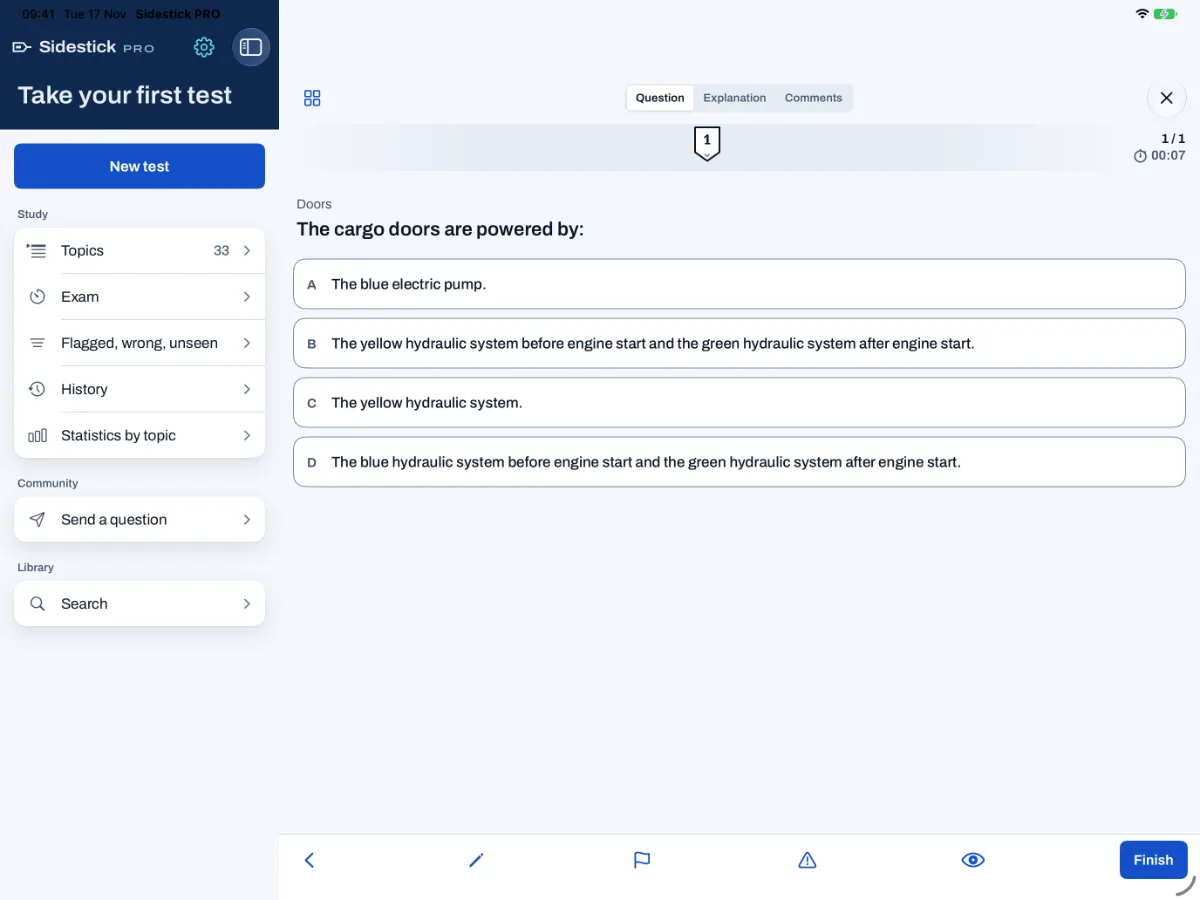 09:41 Tue 17 Nov Sidestick PRO
Sidestick PRO
Take your first test
New test
Study
Topics 33
Exam
Flagged, wrong, unseen
History
Statistics by topic
Community
Send a question
Library
Search
Question Explanation Comments
1
1 / 1
00:07
Doors
The cargo doors are powered by:
A The blue electric pump.
B The yellow hydraulic system before engine start and the green hydraulic system after engine start.
C The yellow hydraulic system.
D The blue hydraulic system before engine start and the green hydraulic system after engine start.
Finish